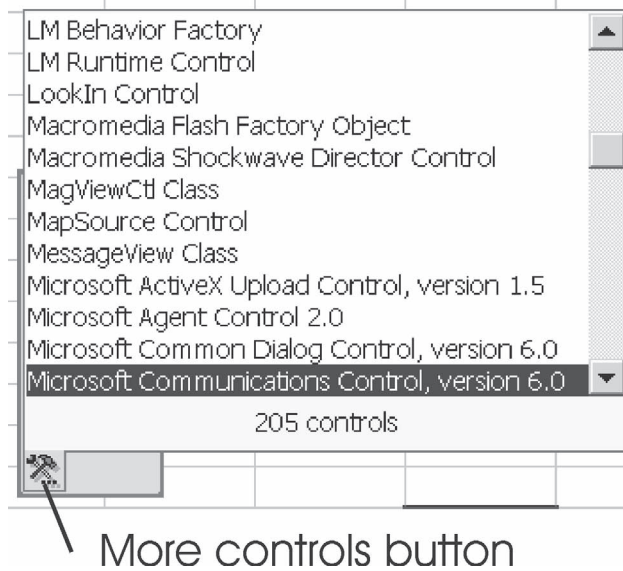 LM Behavior Factory
LM Runtime Control
LookIn Control
Macromedia Flash Factory Object
Macromedia Shockwave Director Control
MagViewCtl Class
MapSource Control
MessageView Class
Microsoft ActiveX Upload Control, version 1.5
Microsoft Agent Control 2.0
Microsoft Common Dialog Control, version 6.0
Microsoft Communications Control, version 6.0
205 controls
More controls button